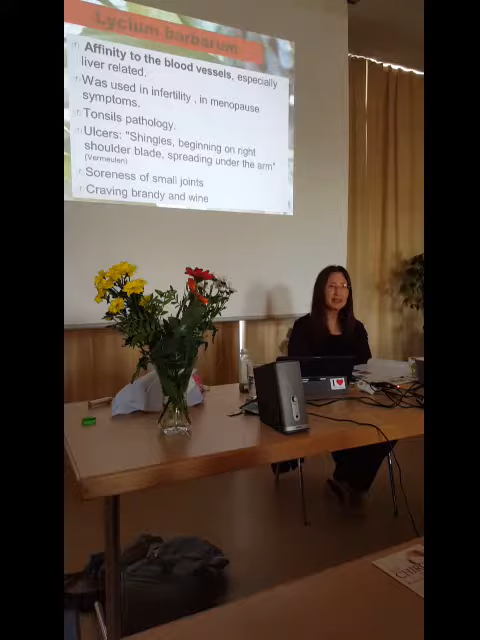 Lycium Barbarum
Affinity to the blood vessels, especially
liver related.
Was used in infertility , in menopause
symptoms.
Tonsils pathology.
Ulcers: "Shingles, beginning on right
shoulder blade, spreading under the arm"
(Vermeulen)
Soreness of small joints
Craving brandy and wine
I